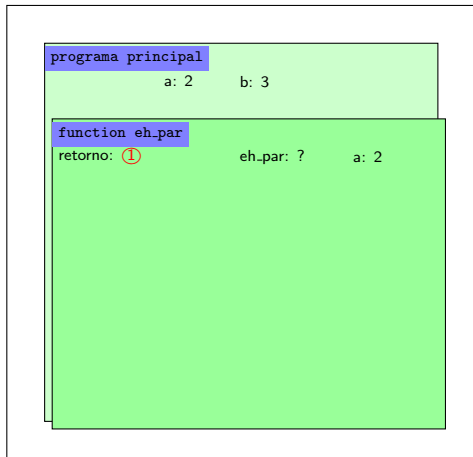 programa principal
a: 2 b: 3
function eh_par
retorno: 1 eh_par: ? a: 2